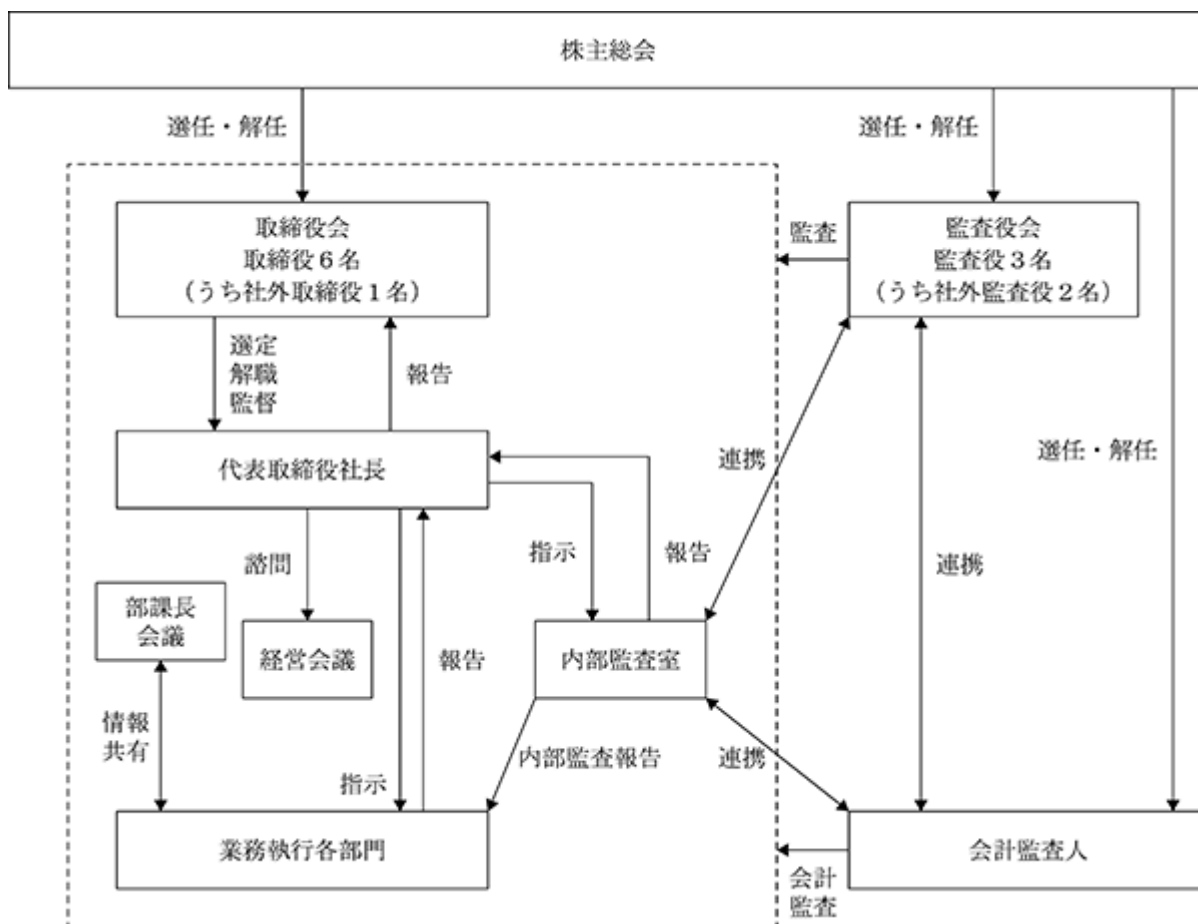 株主総会
選任・解任
選任・解任
取締役会
取締役6名
（うち社外取締役1名）
監査
監査役会
監査役3名
（うち社外監査役2名）
選定
解職
監督
報告
代表取締役社長
連携
選任・解任
諮問
指示
報告
連携
部課長
会議
経営会議
報告
内部監査室
情報
共有
指示
内部監査報告
連携
業務執行各部門
会計監査人
会計
監査